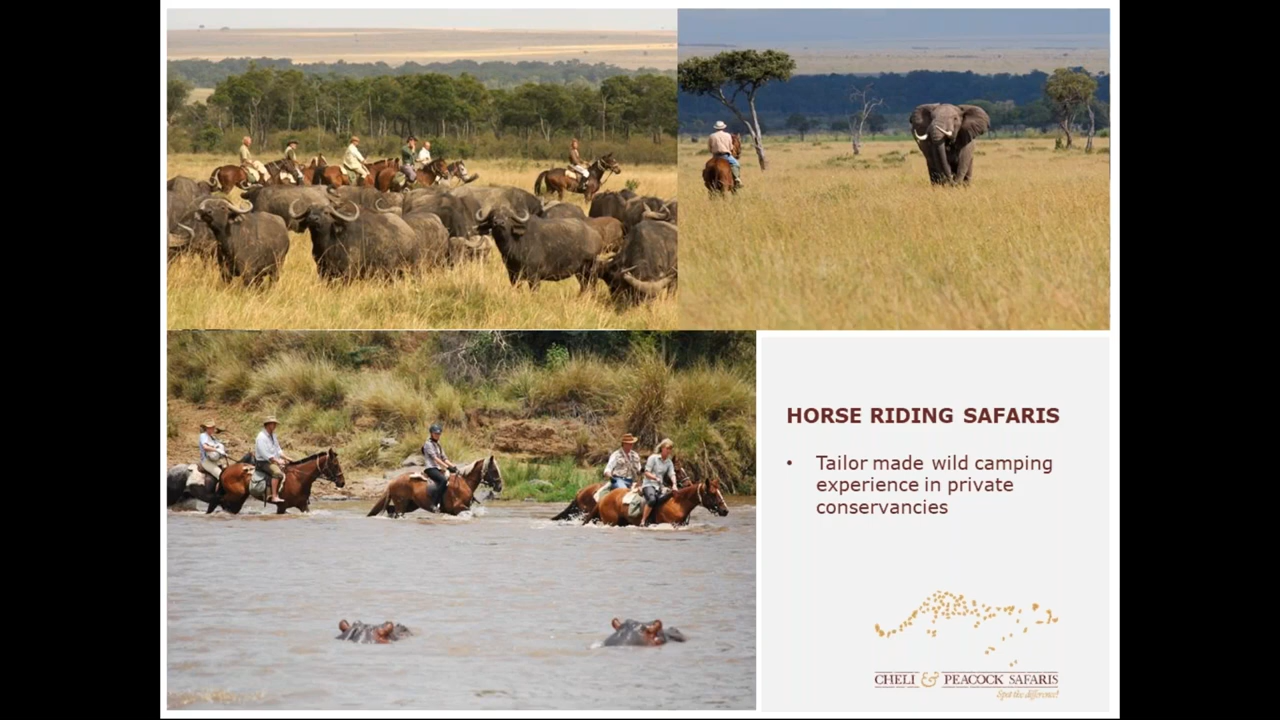 HORSE RIDING SAFARIS
• Tailor made wild camping
experience in private
conservancies
CHELI & PEACOCK SAFARIS
Spot the difference!